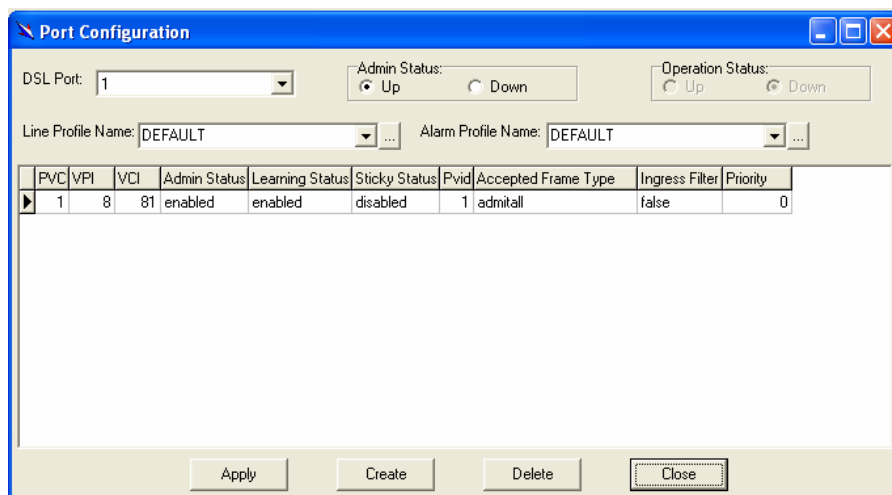 Port Configuration
DSL Port: 1
Admin Status:
Up Down
Operation Status:
Up Down
Line Profile Name: DEFAULT ... Alarm Profile Name: DEFAULT ...
PVC VPI VCI Admin Status Learning Status Sticky Status Pvid Accepted Frame Type Ingress Filter Priority
1 8 81 enabled enabled disabled 1 admitall false 0
Apply Create Delete Close